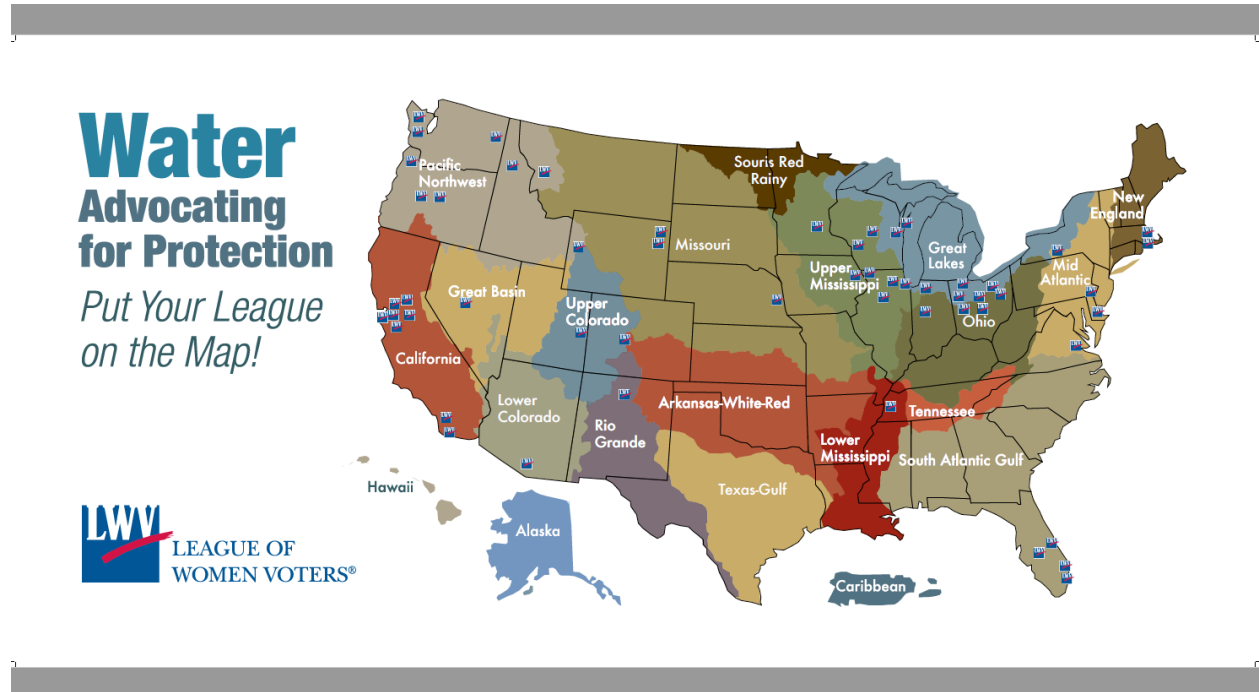 Water
Advocating
for Protection
Put Your League
on the Map!
LWV
LEAGUE OF
WOMEN VOTERS®
Pacific
Northwest
Souris Red
Rainy
New
England
Missouri
Great
Lakes
Mid
Atlantic
Upper
Mississippi
Great Basin
Upper
Colorado
Ohio
California
Lower
Colorado
Arkansas-White-Red
Tennessee
Rio
Grande
Lower
Mississippi
South Atlantic Gulf
Texas-Gulf
Hawaii
Alaska
Caribbean